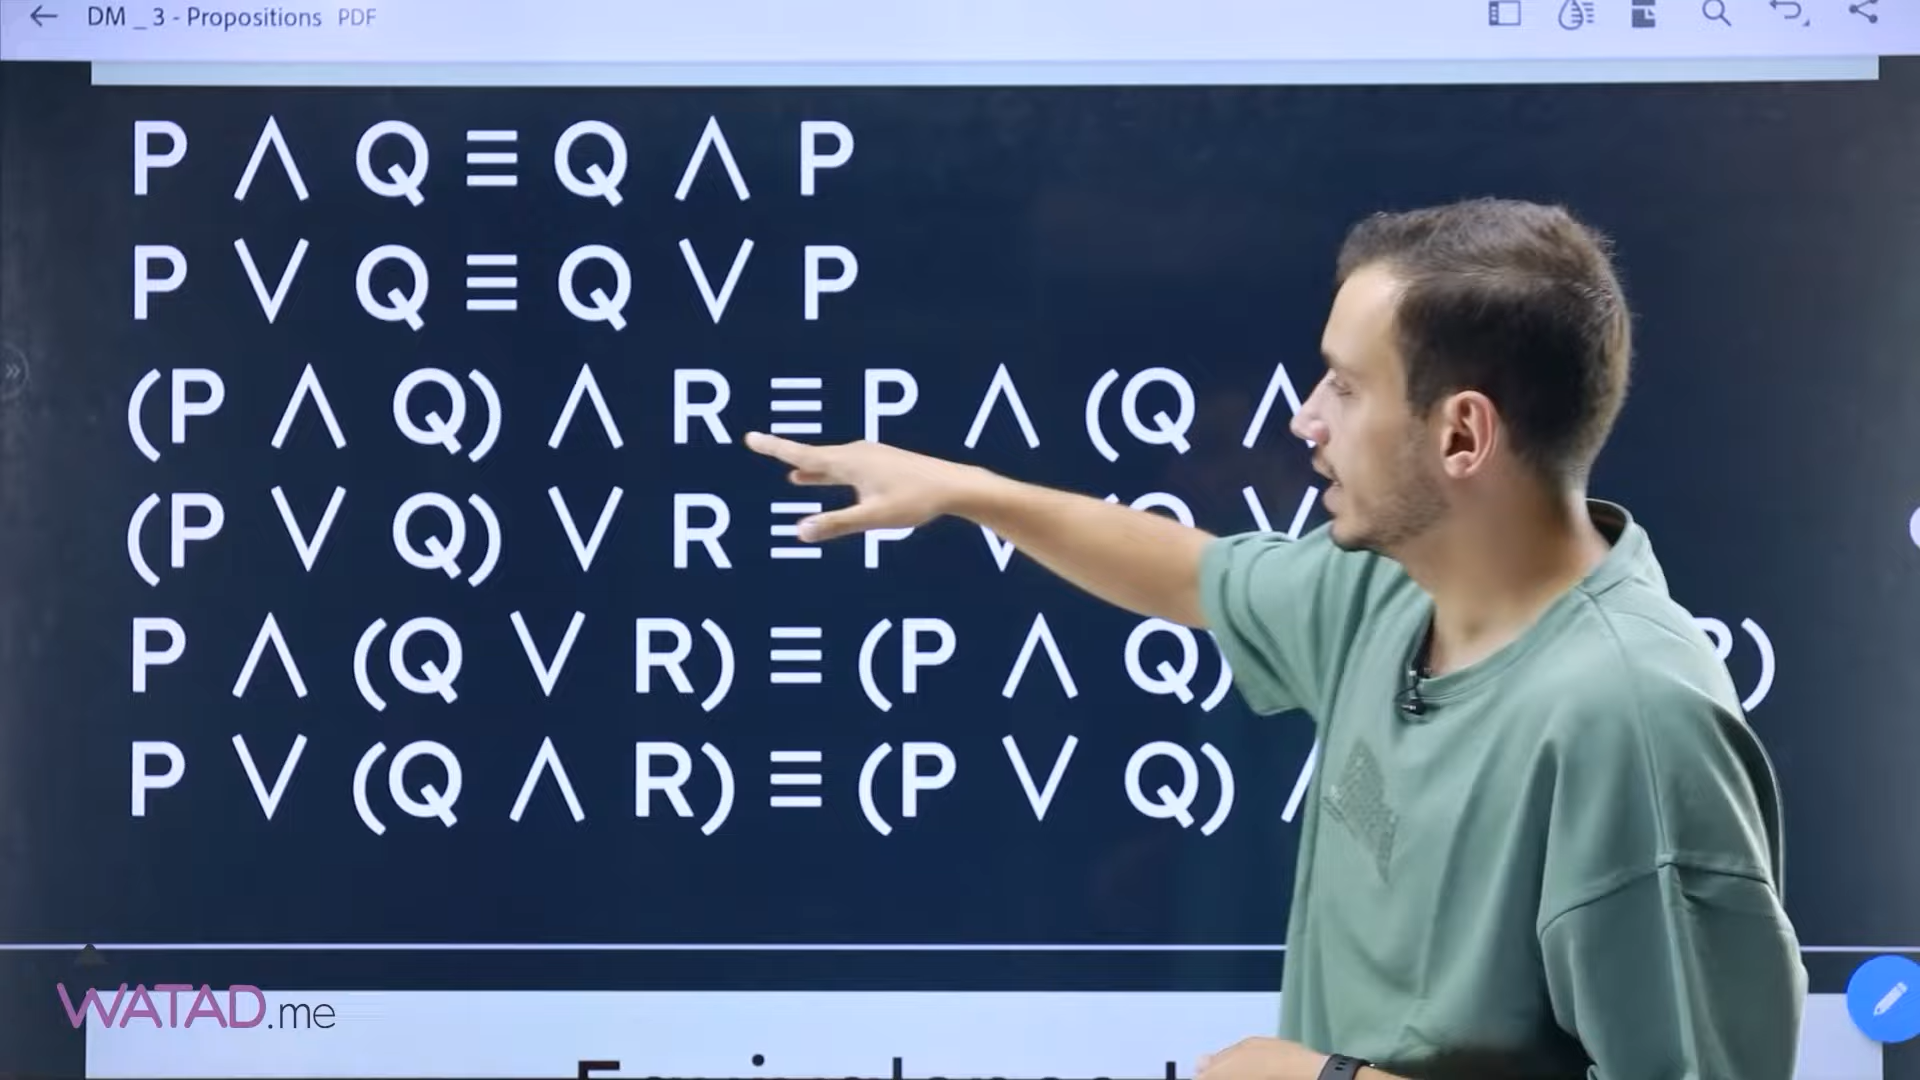 DM _ 3 - Propositions PDF
P ∧ Q ≡ Q ∧ P
P ∨ Q ≡ Q ∨ P
(P ∧ Q) ∧ R ≡ P ∧ (Q ∧
(P ∨ Q) ∨ R ≡ P ∨ (Q ∨
P ∧ (Q ∨ R) ≡ (P ∧ Q) R)
P ∨ (Q ∧ R) ≡ (P ∨ Q) ∧
WATAD.me